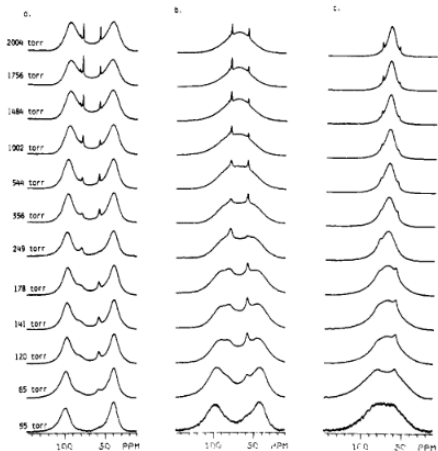 a.
b.
c.
2004 torr
1756 torr
1484 torr
1002 torr
544 torr
356 torr
249 torr
178 torr
141 torr
120 torr
65 torr
55 torr
100 50 PPM
100 50 PPM
100 50 PPM